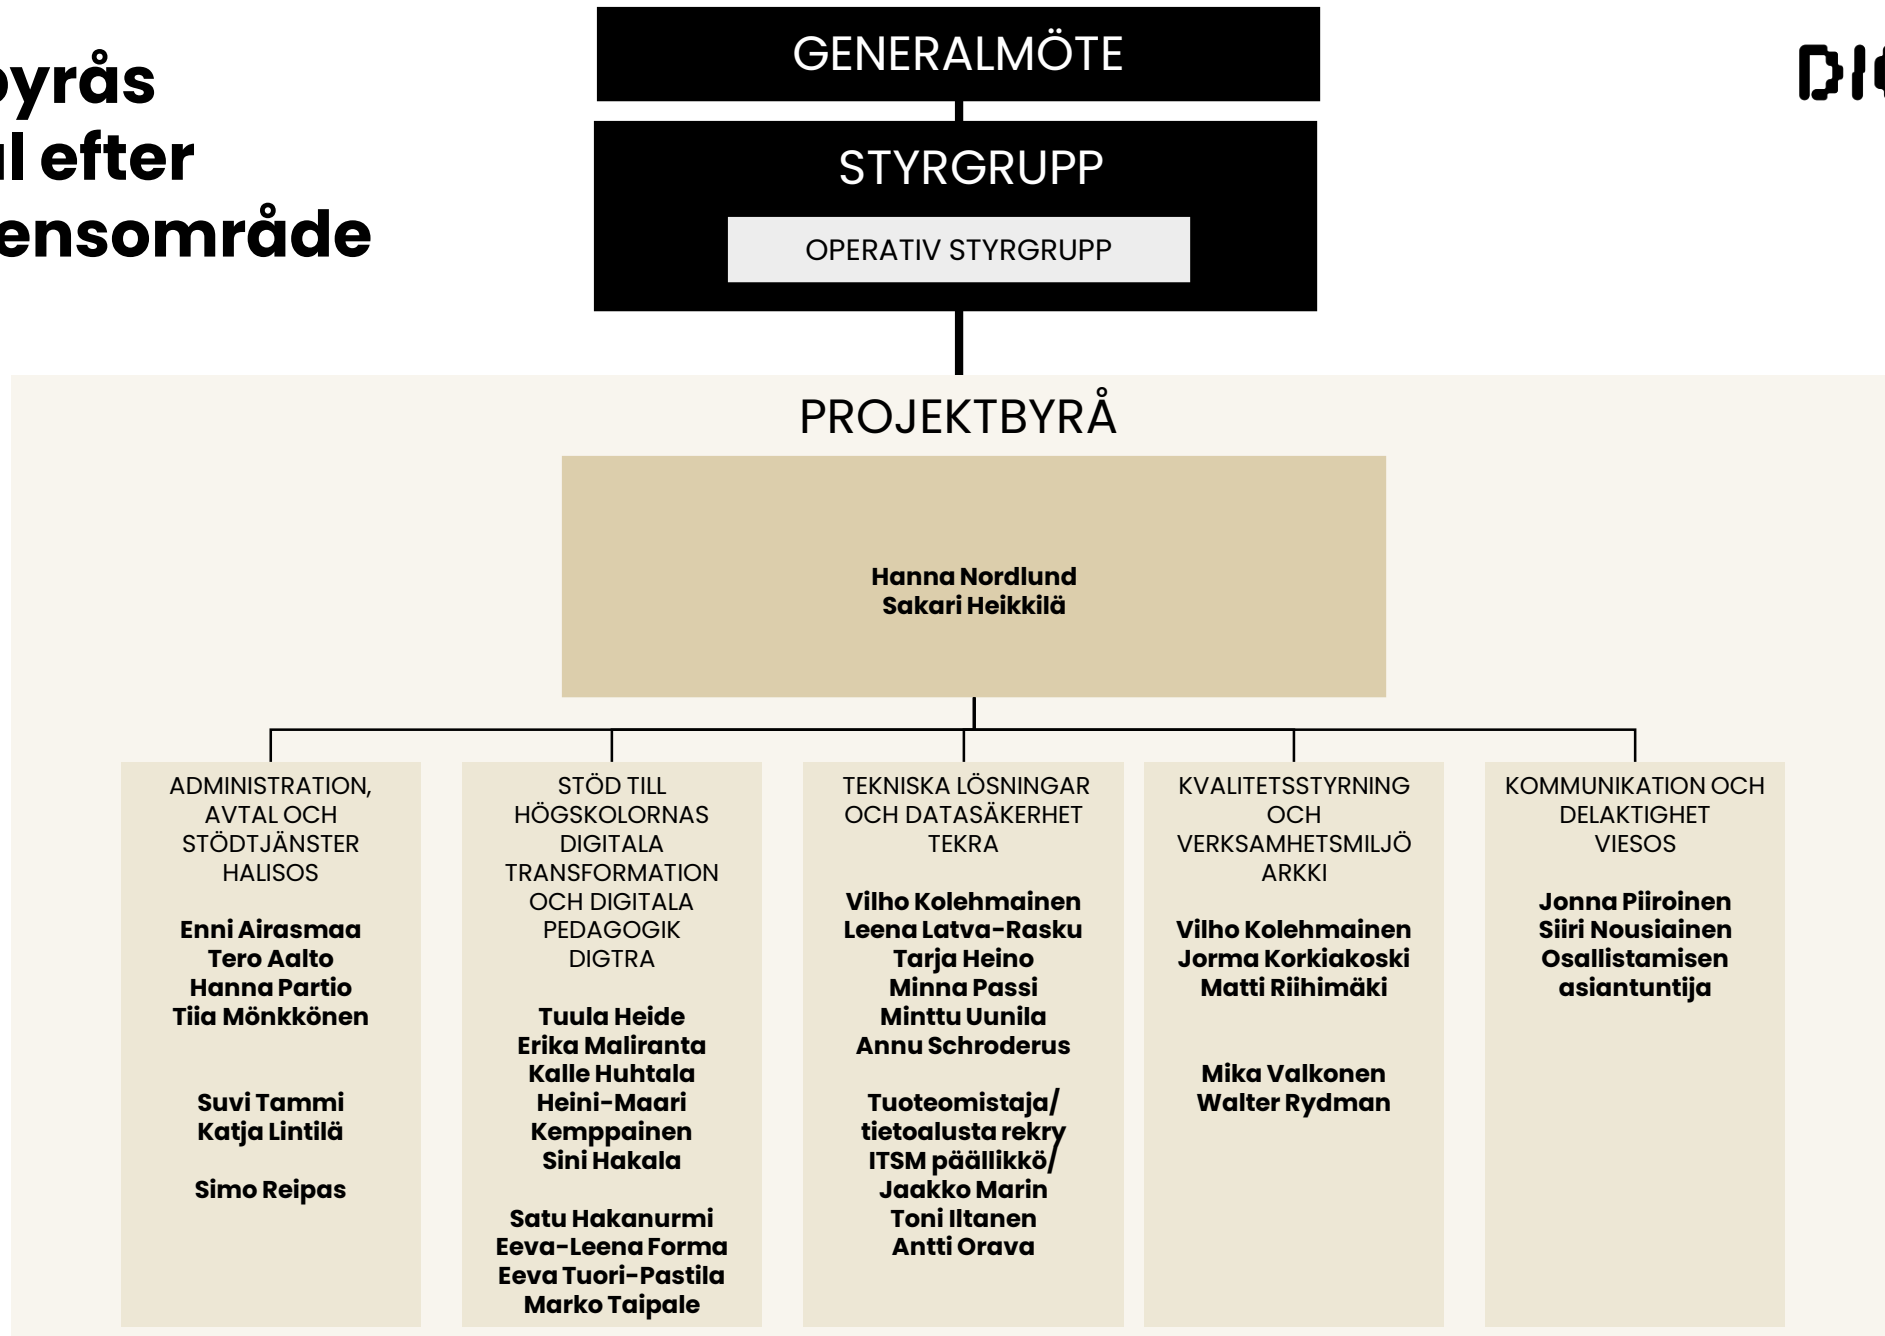 byrås
efter
ensområde
GENERALMÖTE
STYRGRUPP
OPERATIV STYRGRUPP
PROJEKTBYRÅ
Hanna Nordlund
Sakari Heikkilä
ADMINISTRATION,
AVTAL OCH
STÖDTJÄNSTER
HALISOS
Enni Airasmaa
Tero Aalto
Hanna Partio
Tiia Mönkkönen
Suvi Tammi
Katja Lintilä
Simo Reipas
STÖD TILL
HÖGSKOLORNAS
DIGITALA
TRANSFORMATION
OCH DIGITALA
PEDAGOGIK
DIGTRA
Tuula Heide
Erika Maliranta
Kalle Huhtala
Heini-Maari
Kemppainen
Sini Hakala
Satu Hakanurmi
Eeva-Leena Forma
Eeva Tuori-Pastila
Marko Taipale
TEKNISKA LÖSNINGAR
OCH DATASÄKERHET
TEKRA
Vilho Kolehmainen
Leena Latva-Rasku
Tarja Heino
Minna Passi
Minttu Uunila
Annu Schroderus
Tuoteomistaja/
tietoalusta rekry
ITSM päällikkö/
Jaakko Marin
Toni Iltanen
Antti Orava
KVALITETSSTYRNING
OCH
VERKSAMHETSMILJÖ
ARKKI
Vilho Kolehmainen
Jorma Korkiakoski
Matti Riihimäki
Mika Valkonen
Walter Rydman
KOMMUNIKATION OCH
DELAKTIGHET
VIESOS
Jonna Piiroinen
Siiri Nousiainen
Osallistamisen
asiantuntija